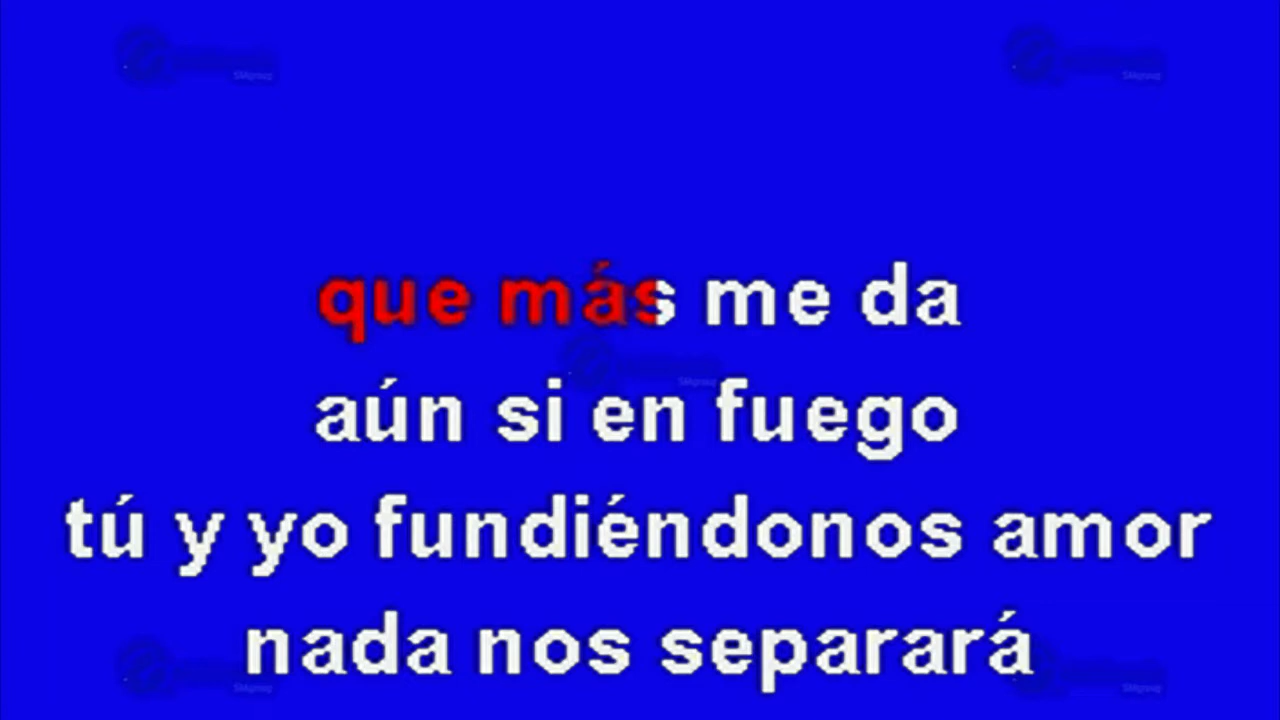 que más me da
aún si en fuego
tú y yo fundiéndonos amor
nada nos separará